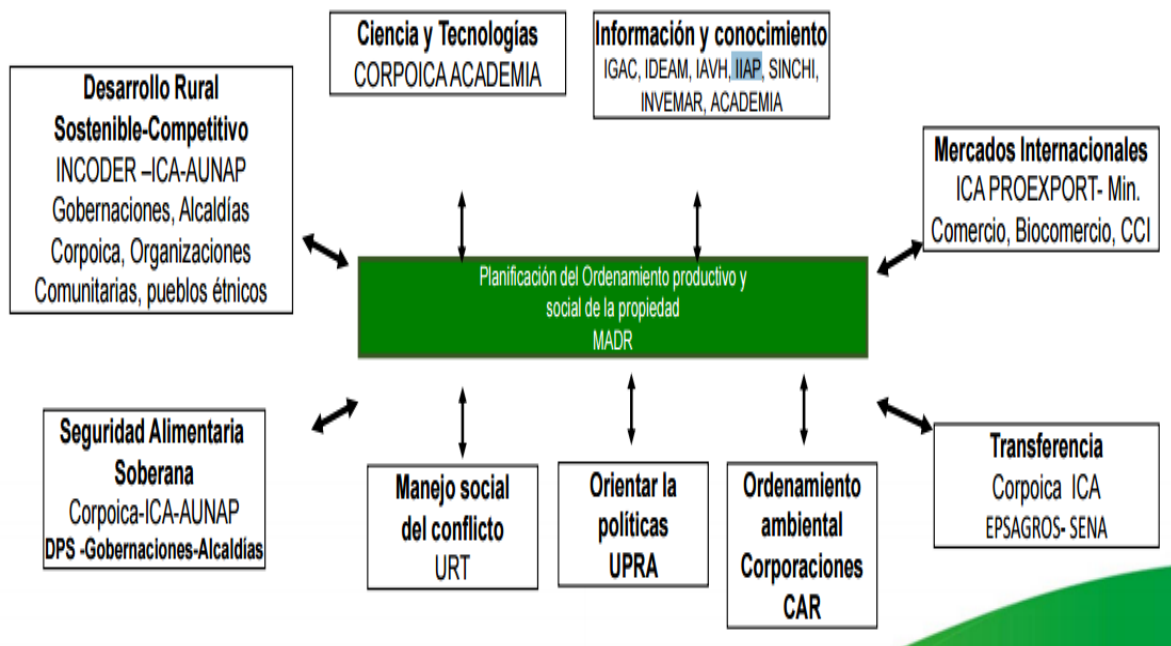 Ciencia y Tecnologías
CORPOICA ACADEMIA
Información y conocimiento
IGAC, IDEAM, IAVH, IIAP, SINCHI,
INVEMAR, ACADEMIA
Desarrollo Rural
Sostenible-Competitivo
INCODER –ICA-AUNAP
Gobernaciones, Alcaldías
Corpoica, Organizaciones
Comunitarias, pueblos étnicos
Mercados Internacionales
ICA PROEXPORT- Min.
Comercio, Biocomercio, CCI
Planificación del Ordenamiento productivo y
social de la propiedad
MADR
Seguridad Alimentaria
Soberana
Corpoica-ICA-AUNAP
DPS -Gobernaciones-Alcaldías
Manejo social
del conflicto
URT
Orientar la
políticas
UPRA
Ordenamiento
ambiental
Corporaciones
CAR
Transferencia
Corpoica ICA
EPSAGROS- SENA